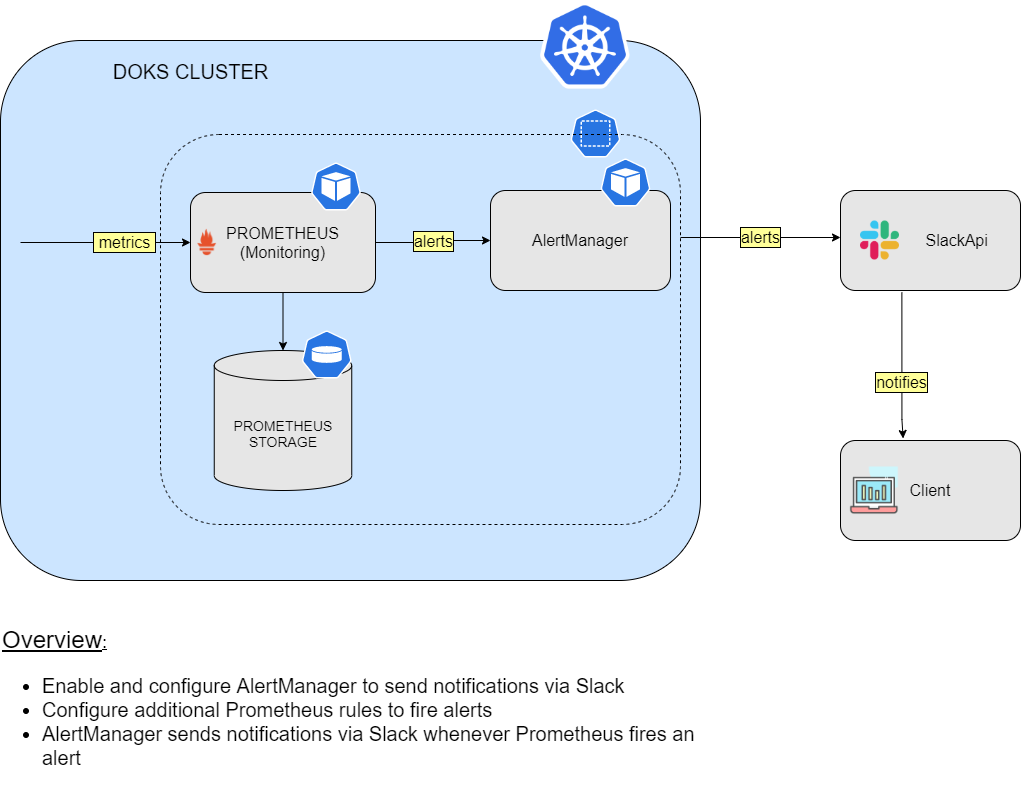 DOKS CLUSTER
metrics
PROMETHEUS
(Monitoring)
alerts
AlertManager
alerts
SlackApi
PROMETHEUS
STORAGE
notifies
Client
Overview:
• Enable and configure AlertManager to send notifications via Slack
• Configure additional Prometheus rules to fire alerts
• AlertManager sends notifications via Slack whenever Prometheus fires an
alert